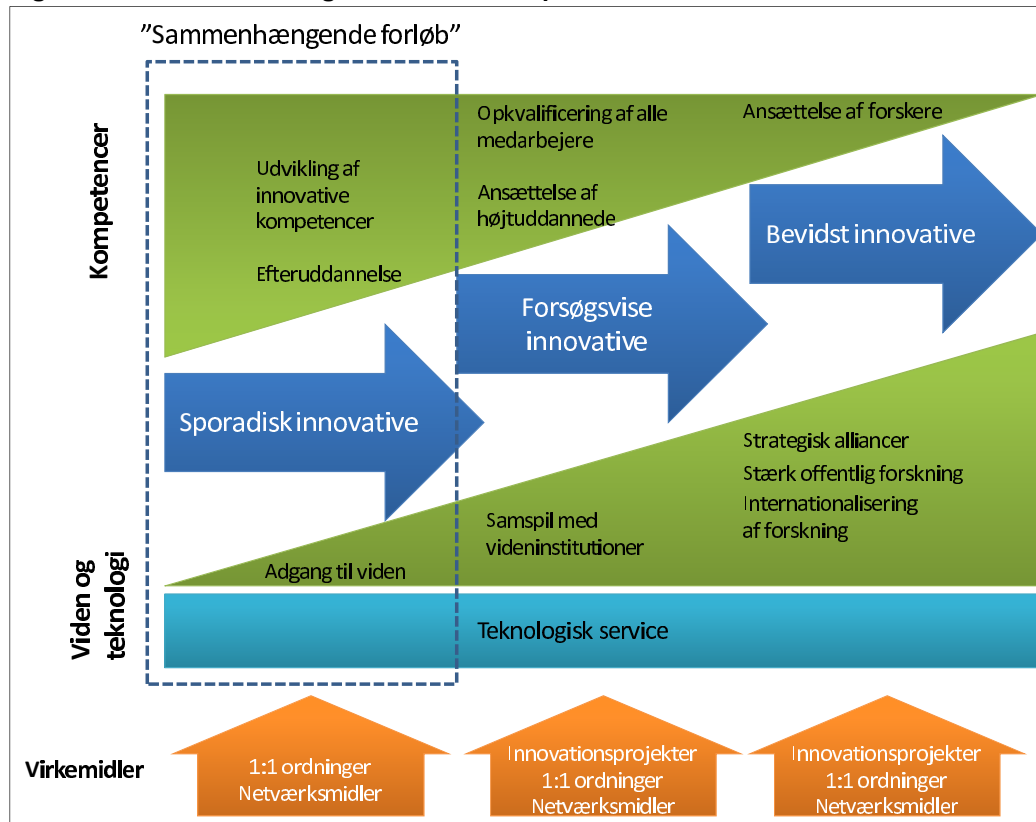 ”Sammenhængende forløb”
Kompetencer
Udvikling af
innovative
kompetencer
Efteruddannelse
Opkvalificering af alle
medarbejere
Ansættelse af
højtuddannede
Ansættelse af forskere
Bevidst innovative
Forsøgsvise
innovative
Sporadisk innovative
Viden og
teknologi
Adgang til viden
Samspil med
videninstitutioner
Strategisk alliancer
Stærk offentlig forskning
Internationalisering
af forskning
Teknologisk service
Virkemidler
1:1 ordninger
Netværksmidler
Innovationsprojekter
1:1 ordninger
Netværksmidler
Innovationsprojekter
1:1 ordninger
Netværksmidler